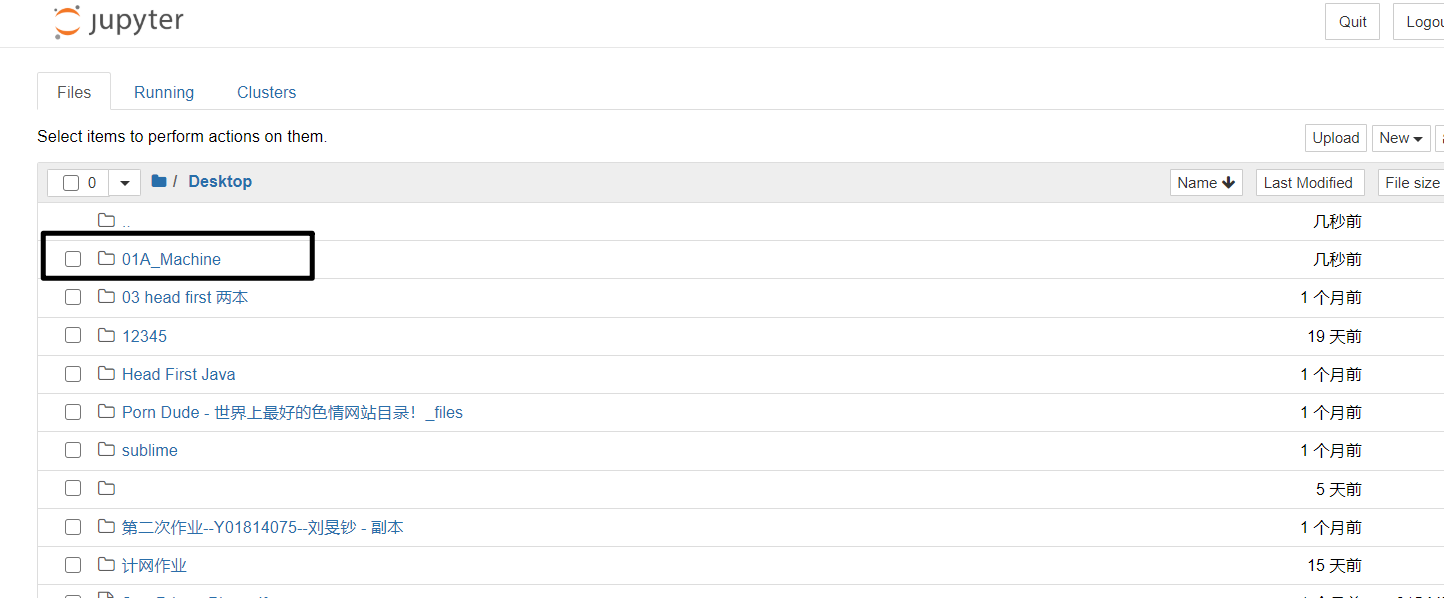 jupyter
Quit
Files Running Clusters
Select items to perform actions on them.
Upload New
0 / Desktop Name Last Modified File size
.. 几秒前
01A_Machine 几秒前
03 head first 两本 1 个月前
12345 19 天前
Head First Java 1 个月前
Porn Dude - 世界上最好的色情网站目录！_files 1 个月前
sublime 1 个月前
5 天前
第二次作业--Y01814075--刘旻钞 - 副本 1 个月前
计网作业 15 天前